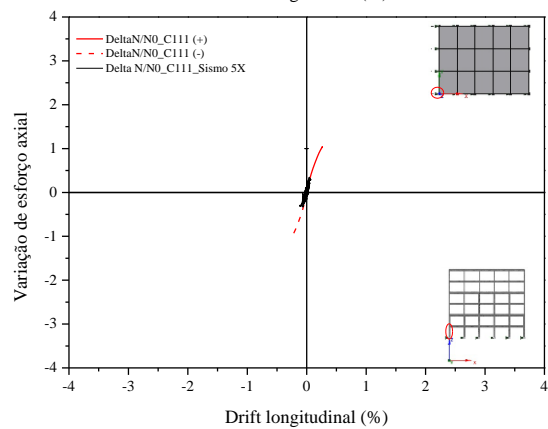 DeltaN/N0_C111 (+)
DeltaN/N0_C111 (-)
Delta N/N0_C111_Sismo 5X
Variação de esforço axial
4
3
2
1
0
-1
-2
-3
-4
-4 -3 -2 -1 0 1 2 3 4
Drift longitudinal (%)